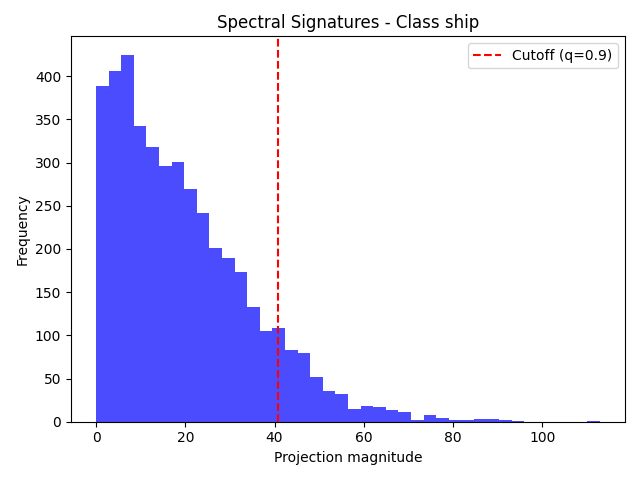 Spectral Signatures - Class ship
Cutoff (q=0.9)
Frequency
400
350
300
250
200
150
100
50
0
0 20 40 60 80 100
Projection magnitude